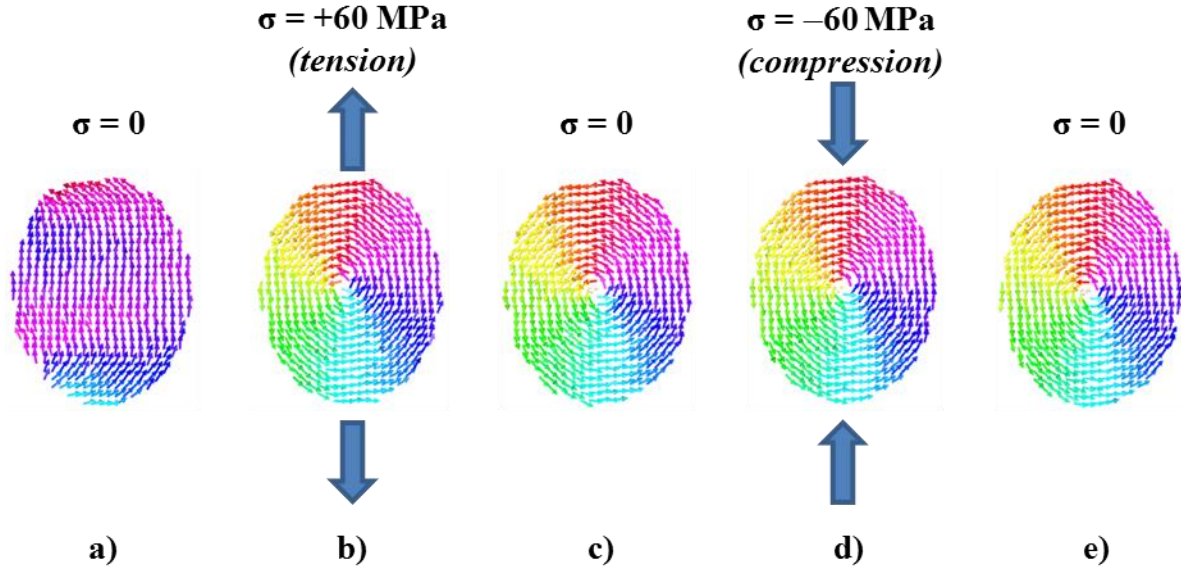 σ = +60 MPa
(tension)
σ = –60 MPa
(compression)
σ = 0
σ = 0
σ = 0
a)
b)
c)
d)
e)